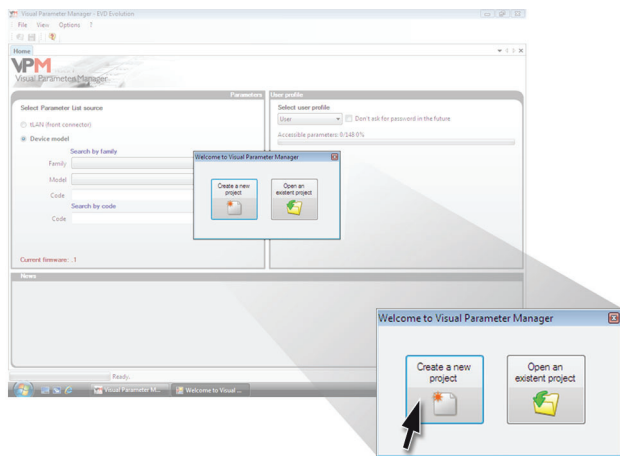 Visual Parameter Manager - EVD Evolution
File View Options ?
Home
VPM
Visual Parameter Manager
Parameters
Select Parameter List source
tLAN (front connector)
Device model
Search by family
Family
Model
Code
Search by code
Code
Current firmware: .1
User profile
Select user profile
User
Don't ask for password in the future
Accessible parameters: 0/148 0%
Welcome to Visual Parameter Manager
Create a new
project
Open an
existent project
News
Ready.
Visual Parameter M...
Welcome to Visual ...
Welcome to Visual Parameter Manager
Create a new
project
Open an
existent project